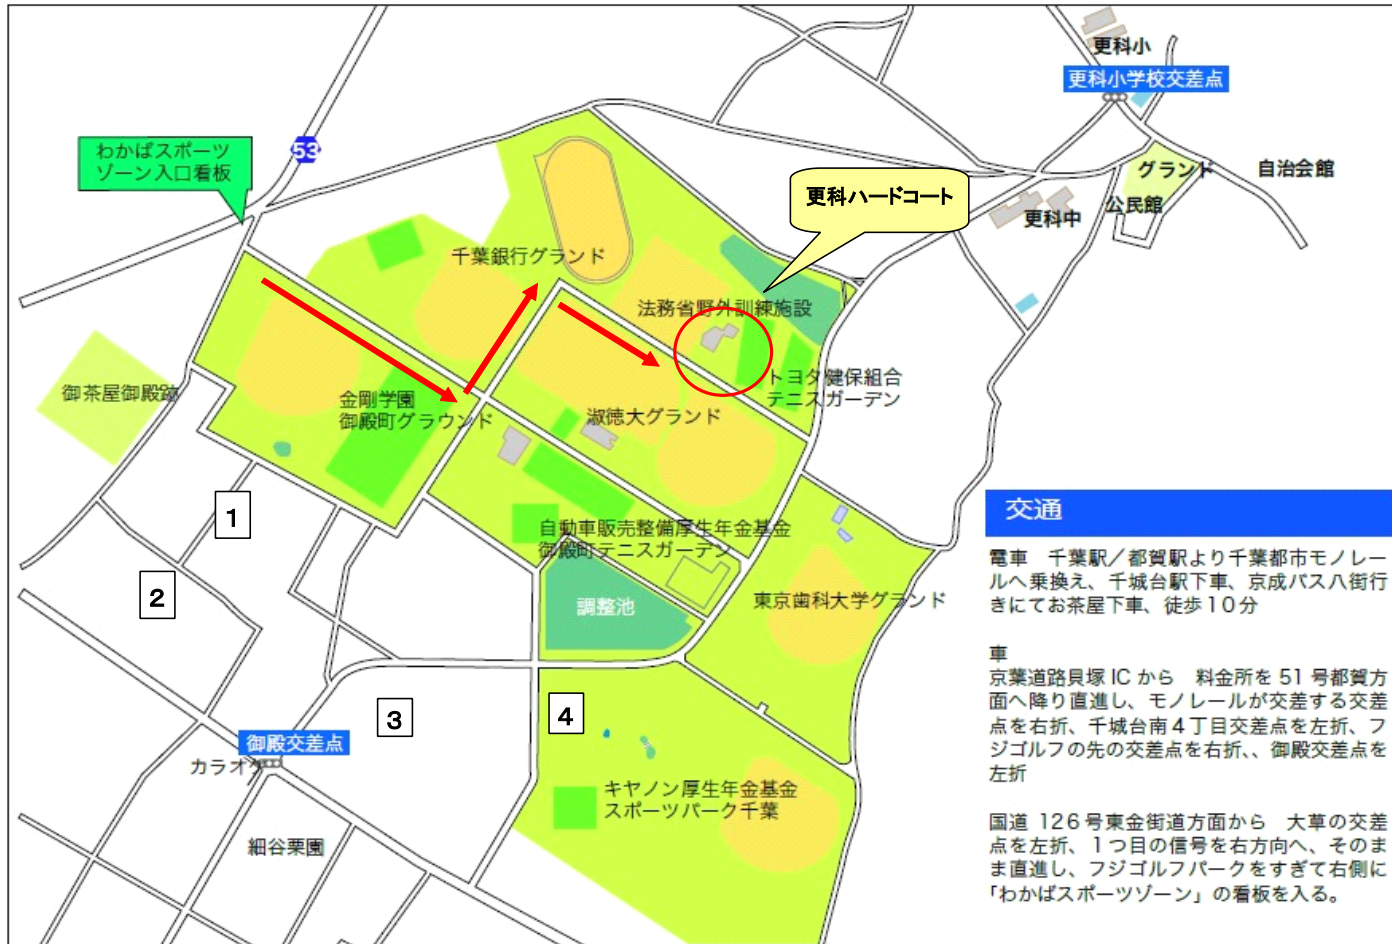 更科小
更科小学校交差点
53
わかばスポーツ
ゾーン入口看板
グランド
自治会館
更科ハードコート
公民館
更科中
千葉銀行グランド
法務省野外訓練施設
御茶屋御殿跡
金剛学園
御殿町グラウンド
トヨタ健保組合
テニスガーデン
淑徳大グランド
1
自動車販売整備厚生年金基金
御殿町テニスガーデン
2
調整池
東京歯科大学グランド
3
4
御殿交差点
カラオケ
キヤノン厚生年金基金
スポーツパーク千葉
細谷栗園
交通
電車　千葉駅／都賀駅より千葉都市モノレー
ルへ乗換え、千城台駅下車、京成バス八街行
きにてお茶屋下車、徒歩１０分
車
京葉道路貝塚 IC から　料金所を 51 号都賀方
面へ降り直進し、モノレールが交差する交差
点を右折、千城台南４丁目交差点を左折、フ
ジゴルフの先の交差点を右折、、御殿交差点を
左折
国道 126号東金街道方面から　大草の交差
点を左折、１つ目の信号を右方向へ、そのま
ま直進し、フジゴルフパークをすぎて右側に
「わかばスポーツゾーン」の看板を入る。